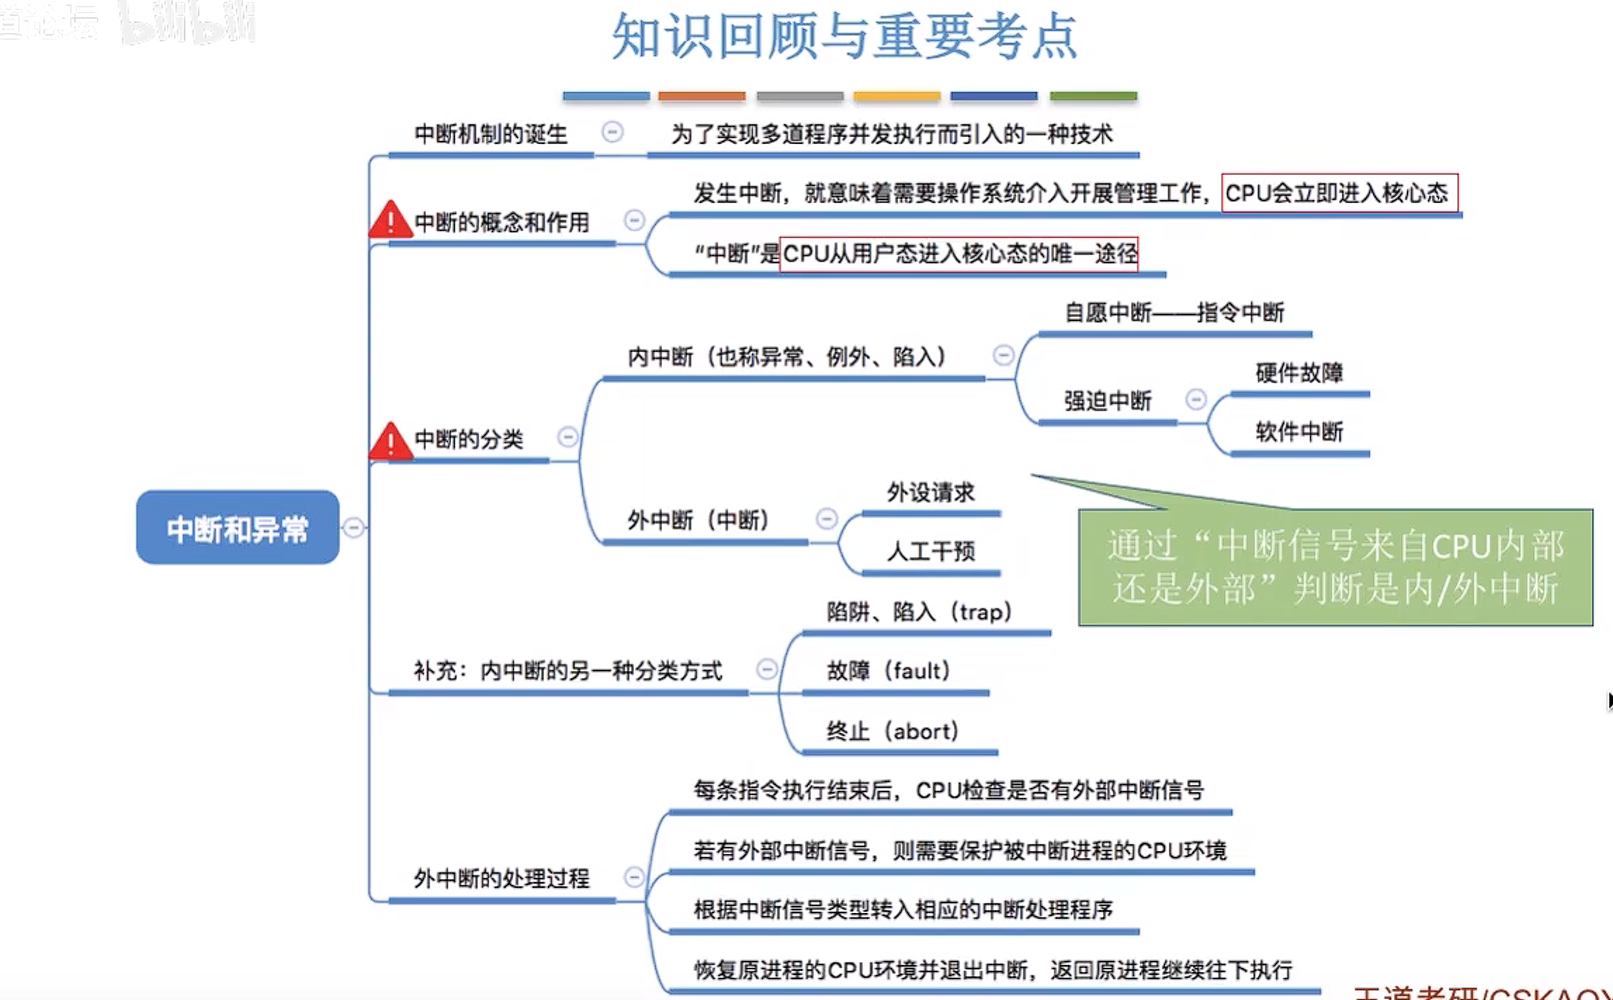 bilibili
知识回顾与重要考点
中断机制的诞生
为了实现多道程序并发执行而引入的一种技术
中断的概念和作用
发生中断，就意味着需要操作系统介入开展管理工作，CPU会立即进入核心态
“中断”是CPU从用户态进入核心态的唯一途径
中断的分类
内中断（也称异常、例外、陷入）
自愿中断——指令中断
强迫中断
硬件故障
软件中断
外中断（中断）
外设请求
人工干预
通过“中断信号来自CPU内部
还是外部”判断是内/外中断
中断和异常
补充：内中断的另一种分类方式
陷阱、陷入（trap）
故障（fault）
终止（abort）
外中断的处理过程
每条指令执行结束后，CPU检查是否有外部中断信号
若有外部中断信号，则需要保护被中断进程的CPU环境
根据中断信号类型转入相应的中断处理程序
恢复原进程的CPU环境并退出中断，返回原进程继续往下执行
王道考研/CSKAOY